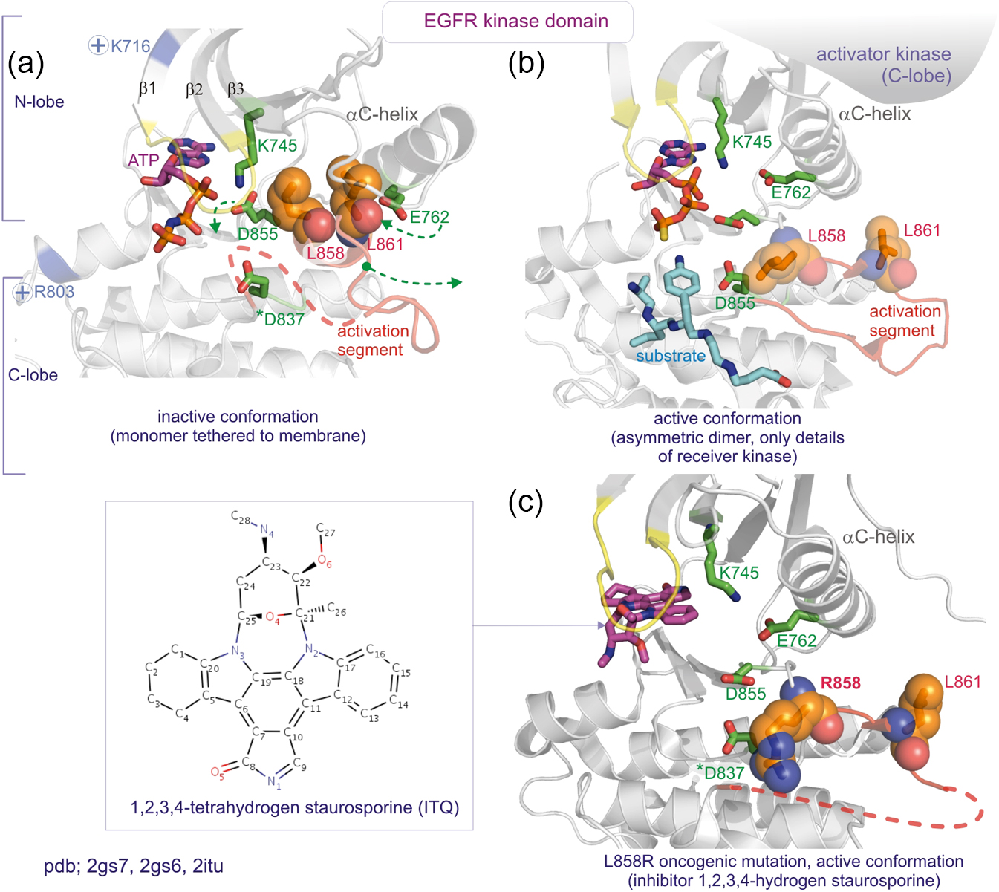 EGFR kinase domain
(a)
N-lobe
C-lobe
+ K716
β1
β2
β3
αC-helix
ATP
K745
D855
E762
L858
L861
+ R803
*D837
activation
segment
inactive conformation
(monomer tethered to membrane)
(b)
activator kinase
(C-lobe)
αC-helix
K745
E762
L858
L861
D855
substrate
activation
segment
active conformation
(asymmetric dimer, only details
of receiver kinase)
C28
N4
C27
O6
C23
C22
C24
C25
O4
C21
C26
N3
N2
C1
C2
C3
C4
C20
C5
C19
C18
C6
C7
C8
O5
N1
C9
C10
C11
C12
C13
C14
C15
C16
C17
1,2,3,4-tetrahydrogen staurosporine (ITQ)
pdb; 2gs7, 2gs6, 2itu
(c)
αC-helix
K745
E762
D855
R858
L861
*D837
L858R oncogenic mutation, active conformation
(inhibitor 1,2,3,4-hydrogen staurosporine)